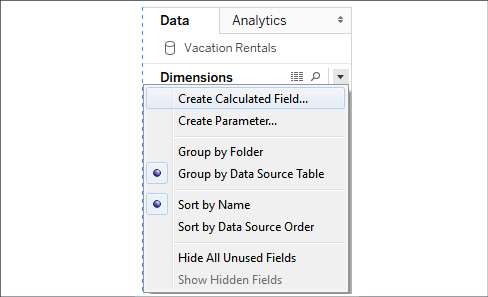 Data Analytics
Vacation Rentals
Dimensions
Create Calculated Field...
Create Parameter...
Group by Folder
Group by Data Source Table
Sort by Name
Sort by Data Source Order
Hide All Unused Fields
Show Hidden Fields